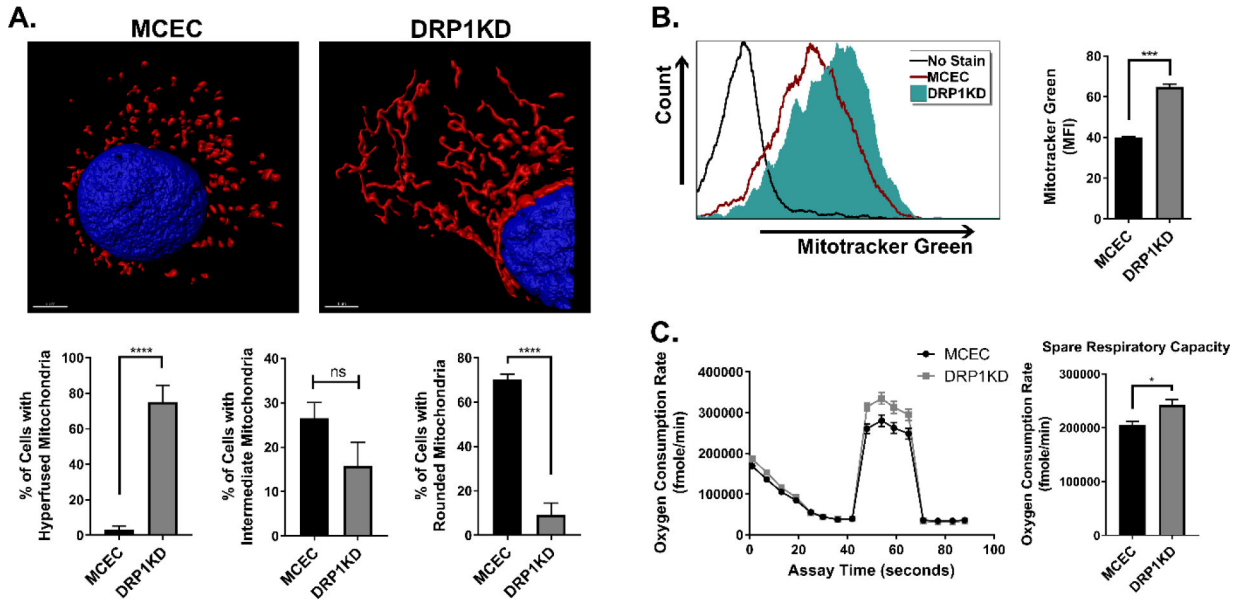 A.
MCEC
DRP1KD
% of Cells with
Hyperfused Mitochondria
100
80
60
40
20
0
****
MCEC
DRP1KD
% of Cells with
Intermediate Mitochondria
40
30
20
10
0
ns
MCEC
DRP1KD
% of Cells with
Rounded Mitochondria
80
60
40
20
0
****
MCEC
DRP1KD
B.
Count
No Stain
MCEC
DRP1KD
Mitotracker Green
Mitotracker Green
(MFI)
80
60
40
20
0
***
MCEC
DRP1KD
C.
MCEC
DRP1KD
Oxygen Consumption Rate
(fmole/min)
400000
300000
200000
100000
0
0 20 40 60 80 100
Assay Time (seconds)
Spare Respiratory Capacity
Oxygen Consumption Rate
(fmole/min)
300000
200000
100000
0
*
MCEC
DRP1KD